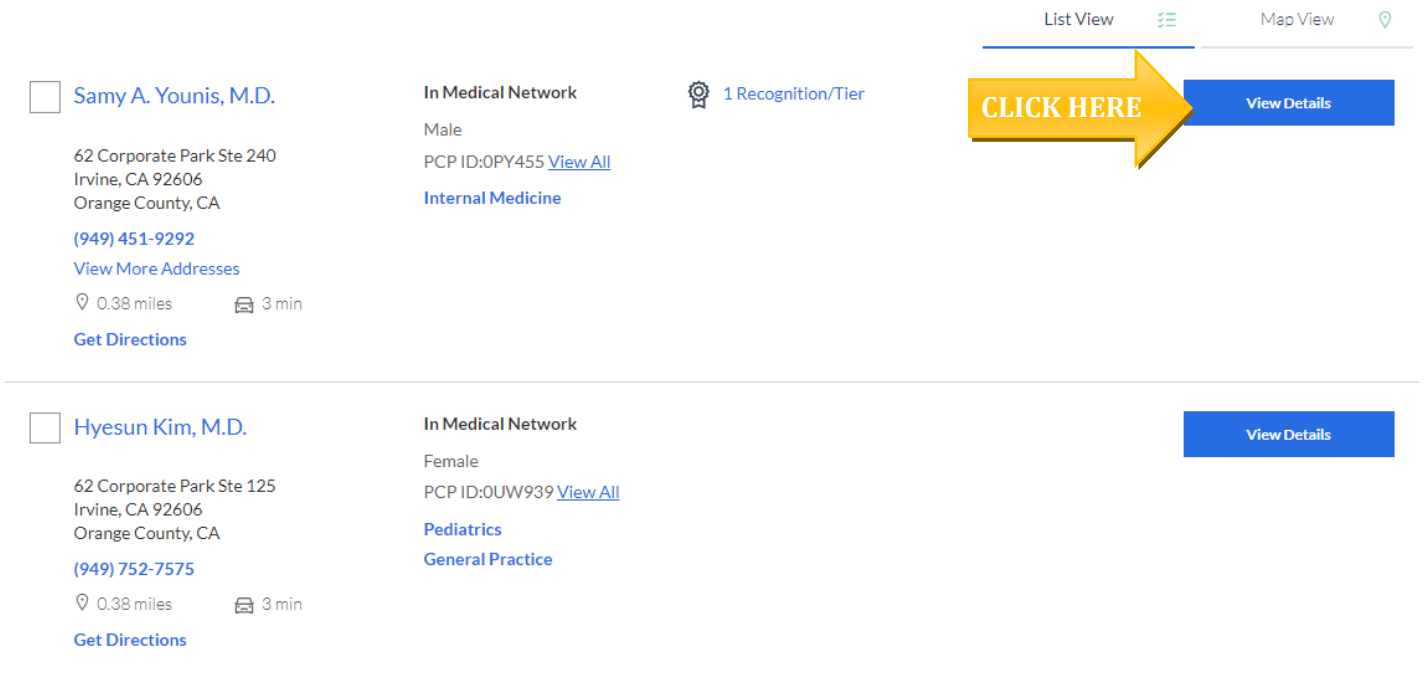 List View
Map View
Samy A. Younis, M.D.
In Medical Network
1 Recognition/Tier
CLICK HERE
View Details
Male
62 Corporate Park Ste 240
PCP ID:0PY455 View All
Irvine, CA 92606
Orange County, CA
Internal Medicine
(949) 451-9292
View More Addresses
0.38 miles
3 min
Get Directions
Hyesun Kim, M.D.
In Medical Network
View Details
Female
62 Corporate Park Ste 125
PCP ID:0UW939 View All
Irvine, CA 92606
Orange County, CA
Pediatrics
General Practice
(949) 752-7575
0.38 miles
3 min
Get Directions